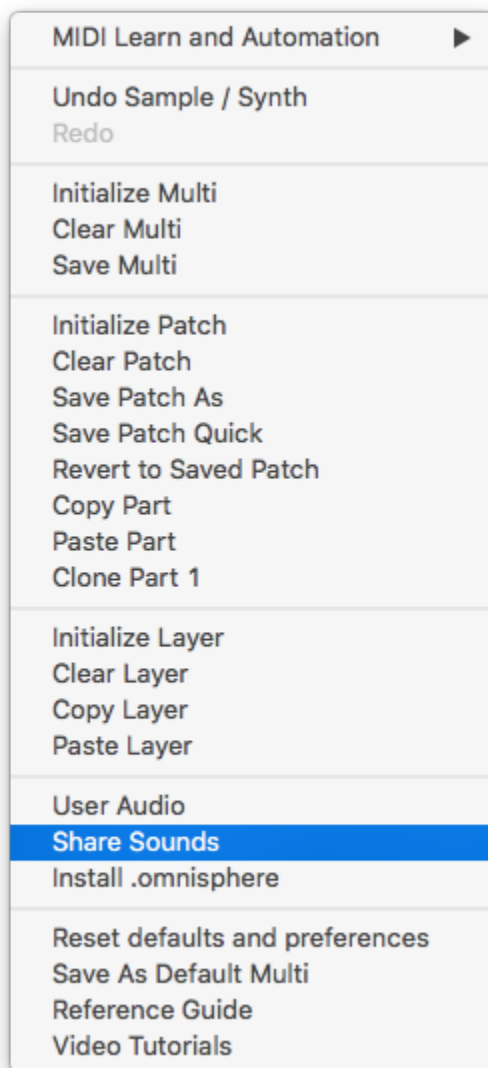 MIDI Learn and Automation
Undo Sample / Synth
Redo
Initialize Multi
Clear Multi
Save Multi
Initialize Patch
Clear Patch
Save Patch As
Save Patch Quick
Revert to Saved Patch
Copy Part
Paste Part
Clone Part 1
Initialize Layer
Clear Layer
Copy Layer
Paste Layer
User Audio
Share Sounds
Install .omnisphere
Reset defaults and preferences
Save As Default Multi
Reference Guide
Video Tutorials